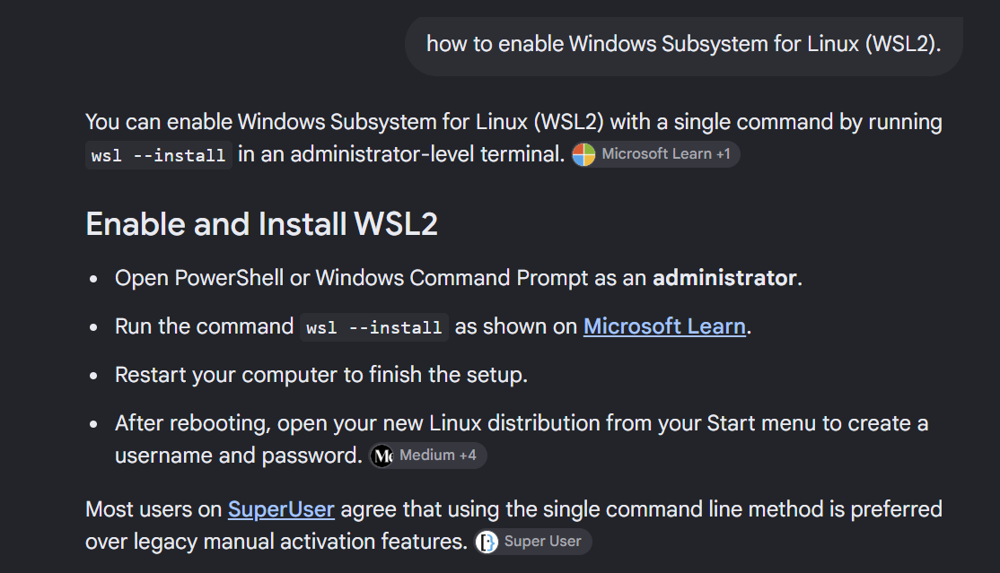 how to enable Windows Subsystem for Linux (WSL2).
You can enable Windows Subsystem for Linux (WSL2) with a single command by running
wsl --install in an administrator-level terminal. Microsoft Learn +1
Enable and Install WSL2
• Open PowerShell or Windows Command Prompt as an administrator.
• Run the command wsl --install as shown on Microsoft Learn.
• Restart your computer to finish the setup.
• After rebooting, open your new Linux distribution from your Start menu to create a
username and password. Medium +4
Most users on SuperUser agree that using the single command line method is preferred
over legacy manual activation features. Super User